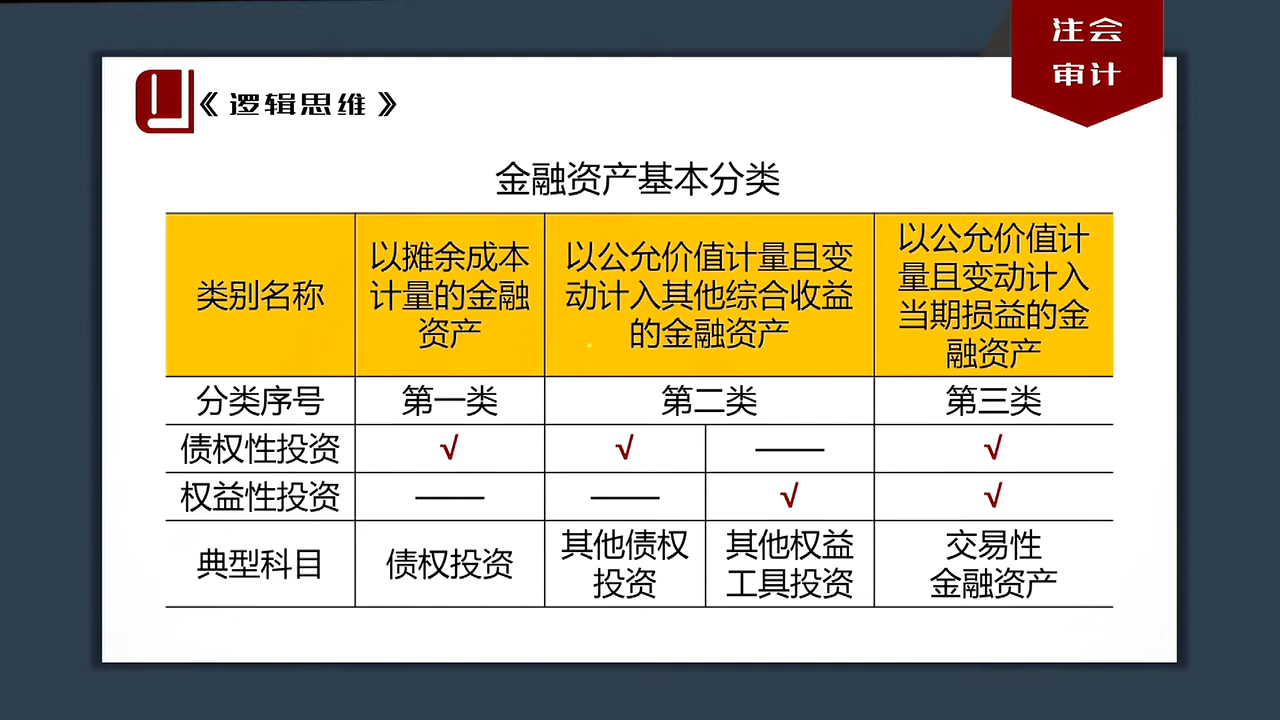 注会
审计
《逻辑思维》
金融资产基本分类
类别名称
以摊余成本
计量的金融
资产
以公允价值计量且变
动计入其他综合收益
的金融资产
以公允价值计
量且变动计入
当期损益的金
融资产
分类序号 第一类 第二类 第三类
债权性投资 √ √ —— √
权益性投资 —— —— √ √
典型科目
债权投资
其他债权
投资
其他权益
工具投资
交易性
金融资产